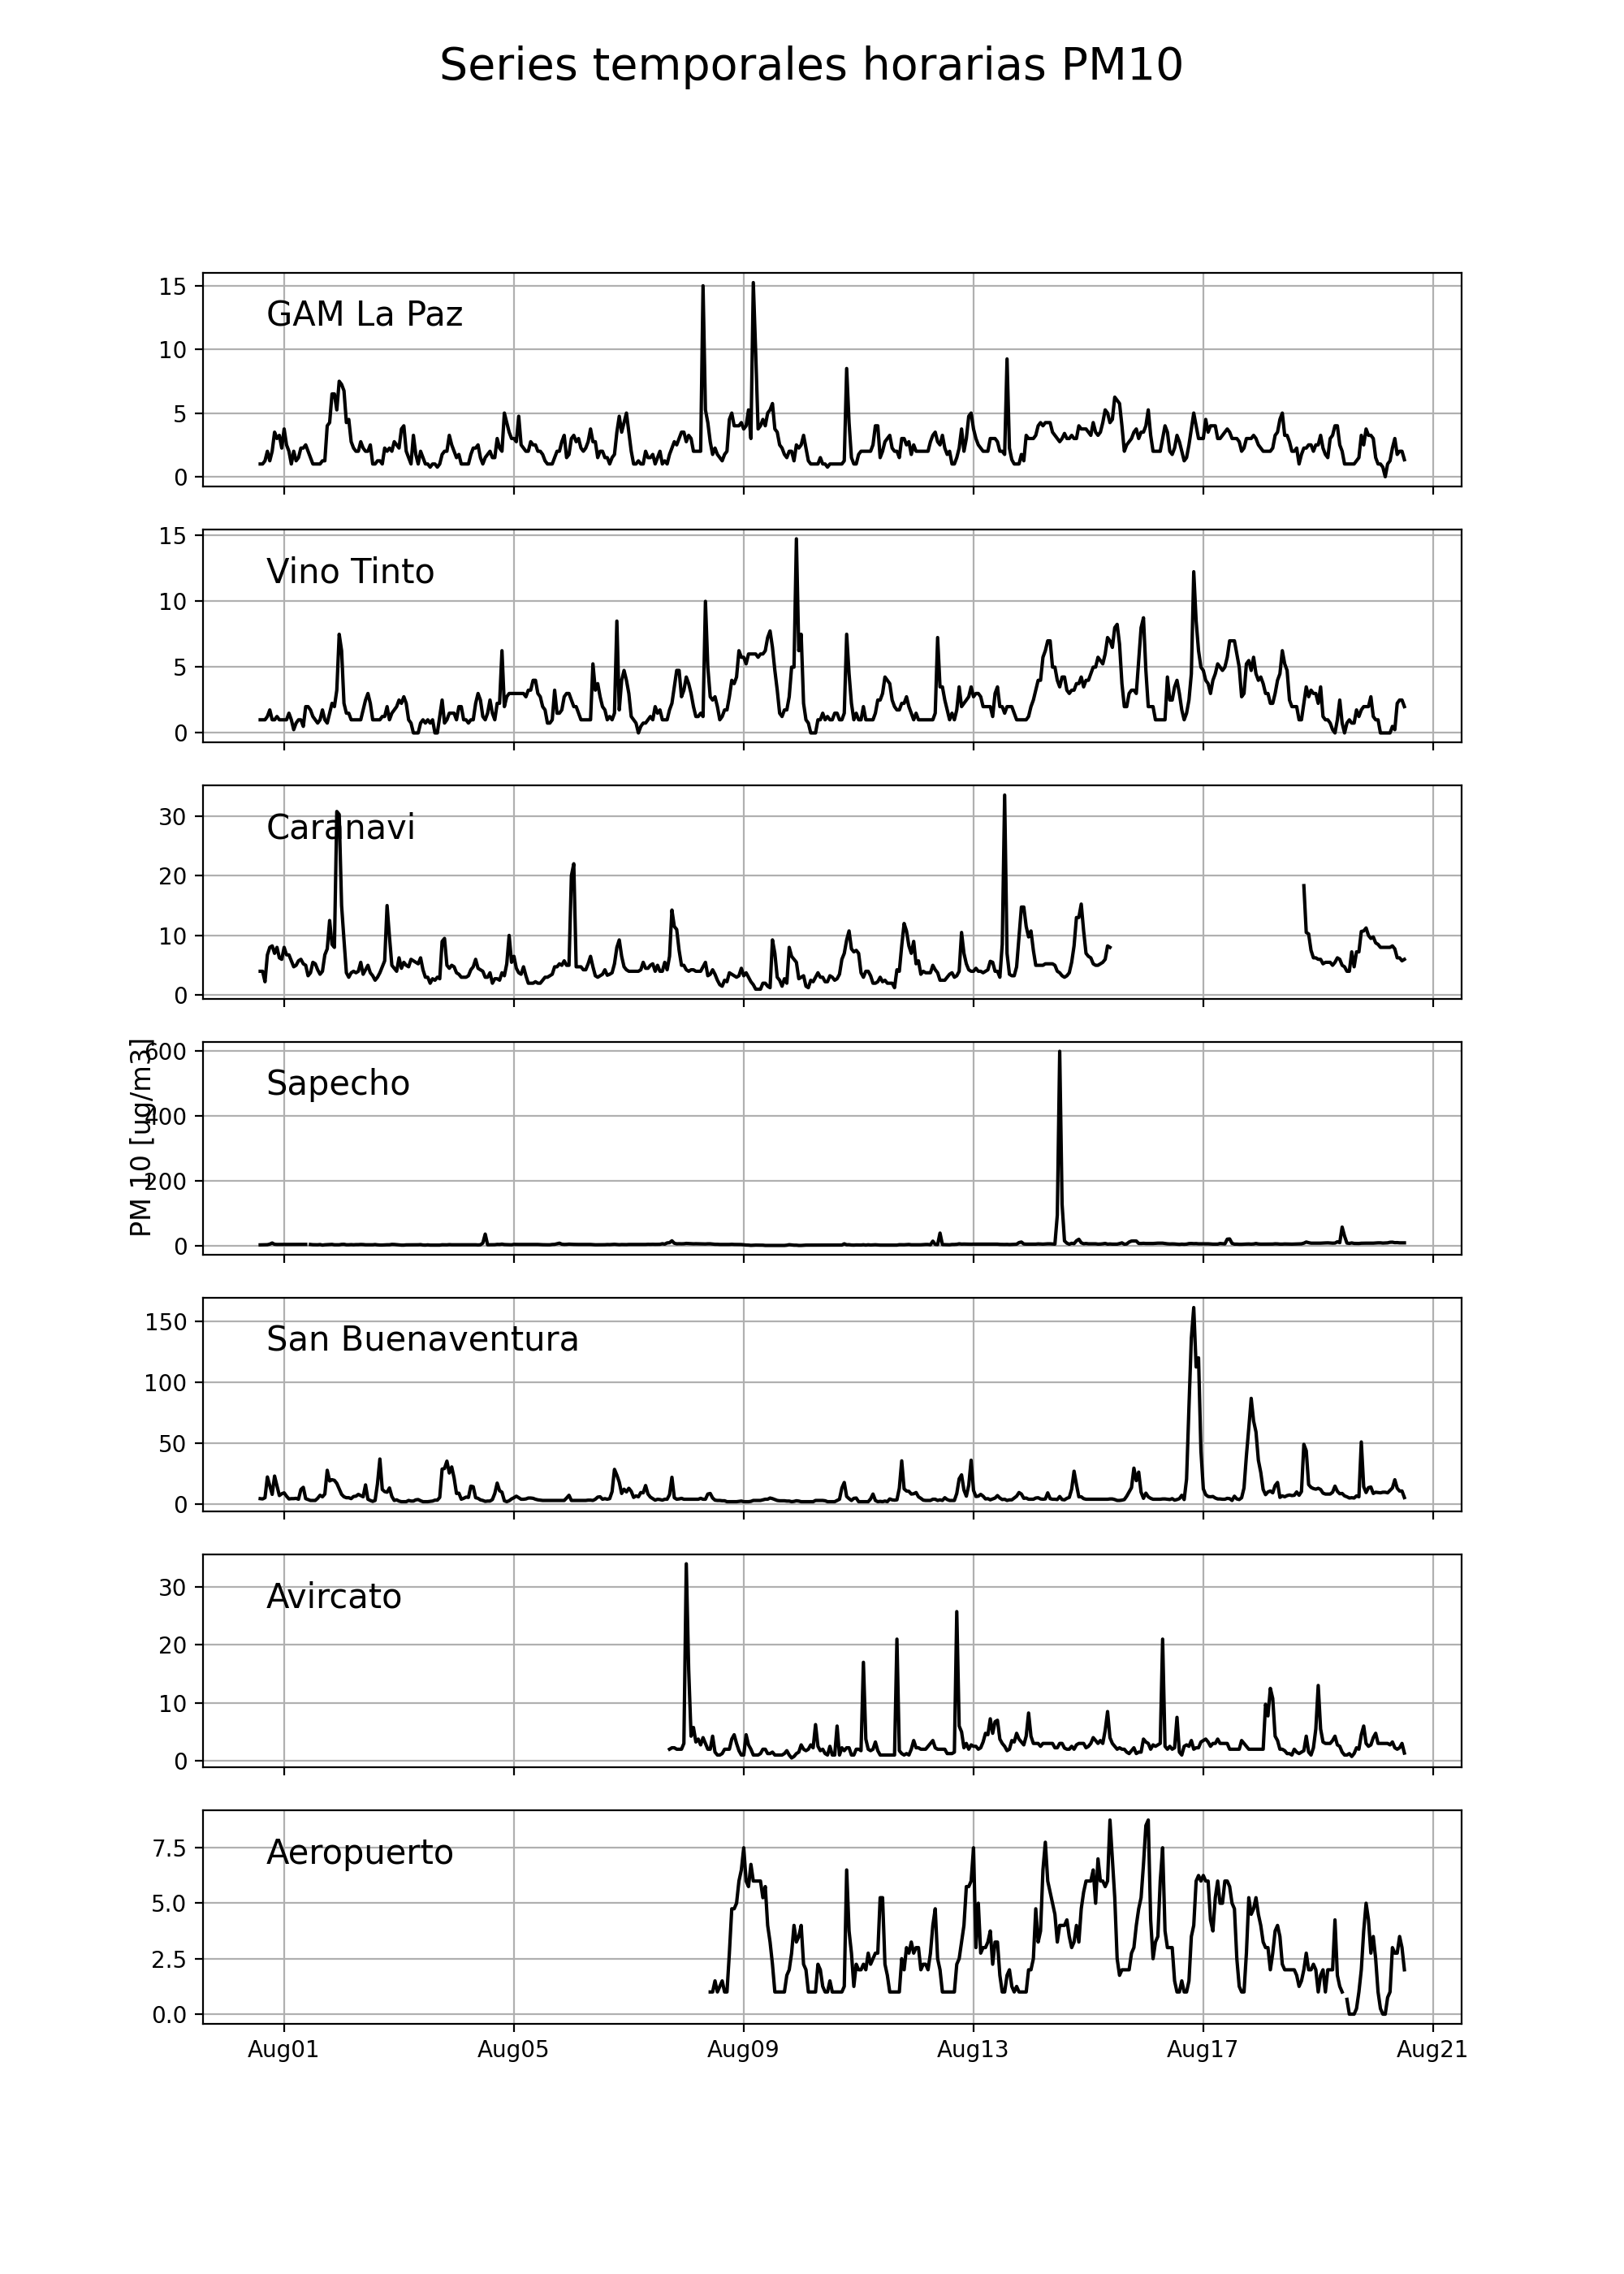 Series temporales horarias PM10
15
10
5
0
GAM La Paz
15
10
5
0
Vino Tinto
30
20
10
0
Caranavi
PM 10 [ug/m3]
600
400
200
0
Sapecho
150
100
50
0
San Buenaventura
30
20
10
0
Avircato
7.5
5.0
2.5
0.0
Aeropuerto
Aug01 Aug05 Aug09 Aug13 Aug17 Aug21